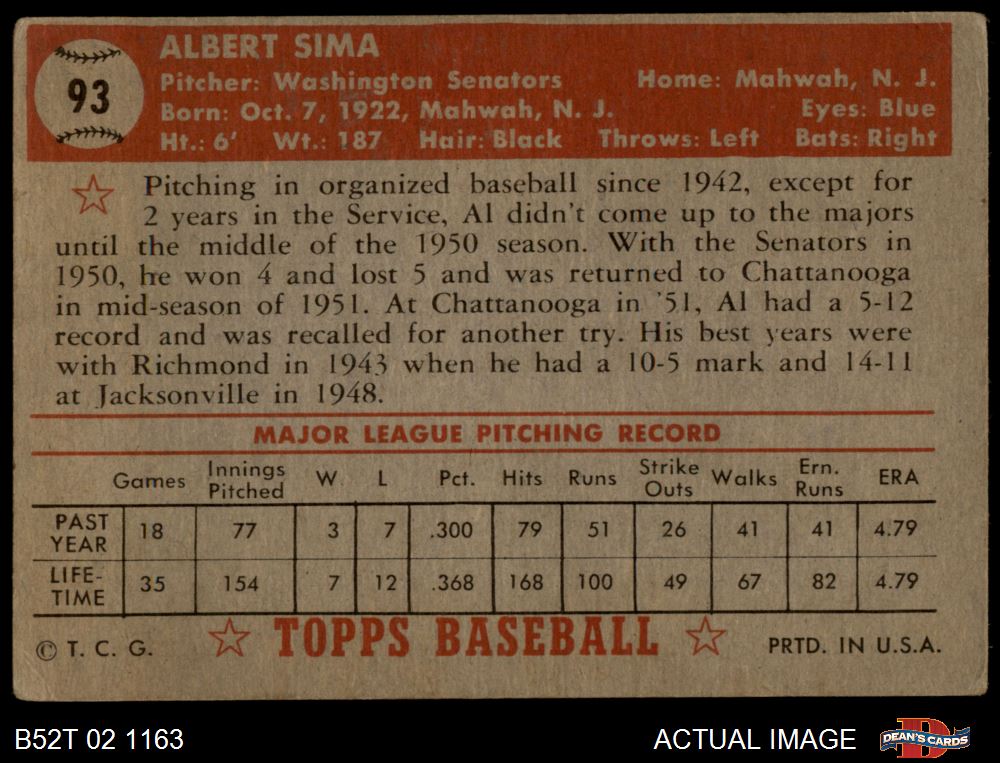 93
ALBERT SIMA
Pitcher: Washington Senators Home: Mahwah, N. J.
Born: Oct. 7, 1922, Mahwah, N. J. Eyes: Blue
Ht.: 6' Wt.: 187 Hair: Black Throws: Left Bats: Right
Pitching in organized baseball since 1942, except for
2 years in the Service, Al didn't come up to the majors
until the middle of the 1950 season. With the Senators in
1950, he won 4 and lost 5 and was returned to Chattanooga
in mid-season of 1951. At Chattanooga in '51, Al had a 5-12
record and was recalled for another try. His best years were
with Richmond in 1943 when he had a 10-5 mark and 14-11
at Jacksonville in 1948.
MAJOR LEAGUE PITCHING RECORD
Games Innings Pitched W L Pct. Hits Runs Strike Outs Walks Ern. Runs ERA
PAST YEAR 18 77 3 7 .300 79 51 26 41 41 4.79
LIFE-TIME 35 154 7 12 .368 168 100 49 67 82 4.79
© T. C. G. TOPPS BASEBALL PRTD. IN U.S.A.
B52T 02 1163 ACTUAL IMAGE D DEAN'S CARDS